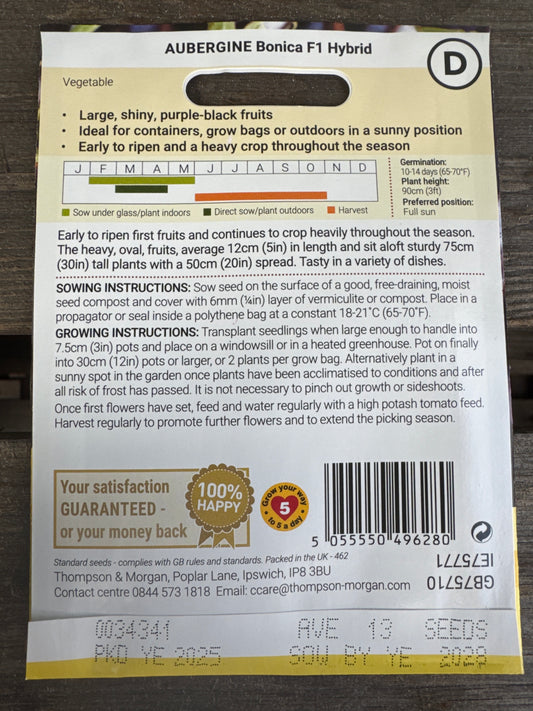 AUBERGINE Bonica F1 Hybrid
D
Vegetable
• Large, shiny, purple-black fruits
• Ideal for containers, grow bags or outdoors in a sunny position
• Early to ripen and a heavy crop throughout the season
J F M A M J J A S O N D
Sow under glass/plant indoors Direct sow/plant outdoors Harvest
Germination:
10-14 days (65-70°F)
Plant height:
90cm (3ft)
Preferred position:
Full sun
Early to ripen first fruits and continues to crop heavily throughout the season.
The heavy, oval, fruits, average 12cm (5in) in length and sit aloft sturdy 75cm
(30in) tall plants with a 50cm (20in) spread. Tasty in a variety of dishes.
SOWING INSTRUCTIONS: Sow seed on the surface of a good, free-draining, moist
seed compost and cover with 6mm (¼in) layer of vermiculite or compost. Place in a
propagator or seal inside a polythene bag at a constant 18-21°C (65-70°F).
GROWING INSTRUCTIONS: Transplant seedlings when large enough to handle into
7.5cm (3in) pots and place on a windowsill or in a heated greenhouse. Pot on finally
into 30cm (12in) pots or larger, or 2 plants per grow bag. Alternatively plant in a
sunny spot in the garden once plants have been acclimatised to conditions and after
all risk of frost has passed. It is not necessary to pinch out growth or sideshoots.
Once first flowers have set, feed and water regularly with a high potash tomato feed.
Harvest regularly to promote further flowers and to extend the picking season.
Your satisfaction
GUARANTEED -
or your money back
100%
HAPPY
Grow your way
5
to 5 a day
5 055550 496280
Standard seeds - complies with GB rules and standards. Packed in the UK - 462
Thompson & Morgan, Poplar Lane, Ipswich, IP8 3BU
Contact centre 0844 573 1818 Email: ccare@thompson-morgan.com
GB75710
IE75771
0034341 AVE 13 SEEDS
PKD YE 2025 SOW BY YE 2028